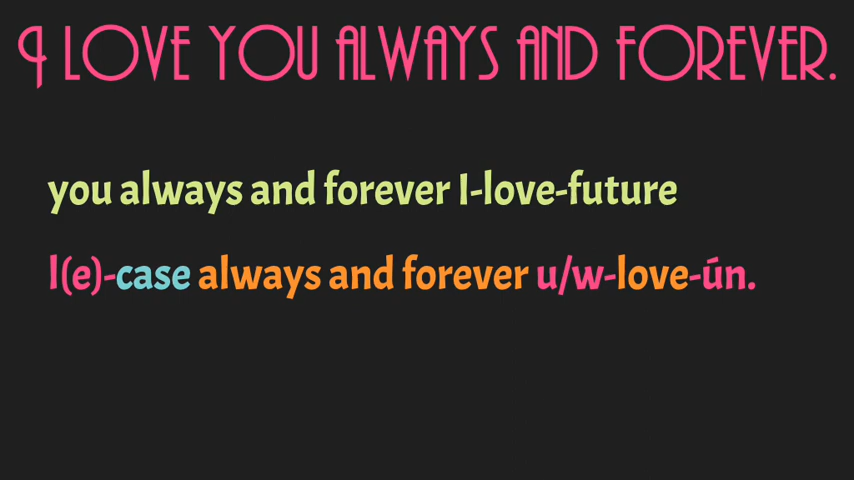 I LOVE YOU ALWAYS AND FOREVER.
you always and forever I-love-future
l(e)-case always and forever u/w-love-ún.